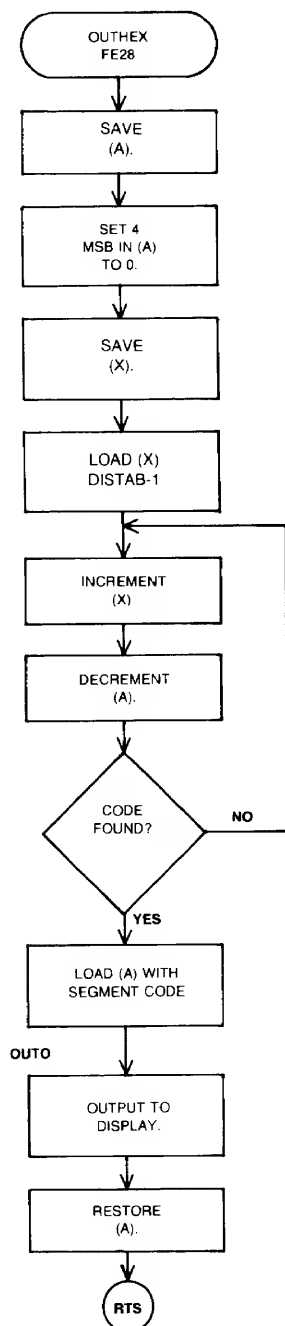 OUTHEX
FE28
SAVE
(A).
SET 4
MSB IN (A)
TO 0.
SAVE
(X).
LOAD (X)
DISTAB-1
INCREMENT
(X)
DECREMENT
(A).
CODE
FOUND?
NO
YES
LOAD (A) WITH
SEGMENT CODE
OUTO
OUTPUT TO
DISPLAY.
RESTORE
(A).
RTS